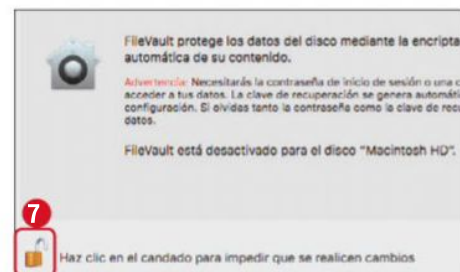 FileVault protege los datos del disco mediante la encripta
automática de su contenido.
Advertencia: Necesitarás la contraseña de inicio de sesión o una c
acceder a tus datos. La clave de recuperación se genera automáti
configuración. Si olvidas tanto la contraseña como la clave de recu
datos.
FileVault está desactivado para el disco "Macintosh HD".
7
Haz clic en el candado para impedir que se realicen cambios